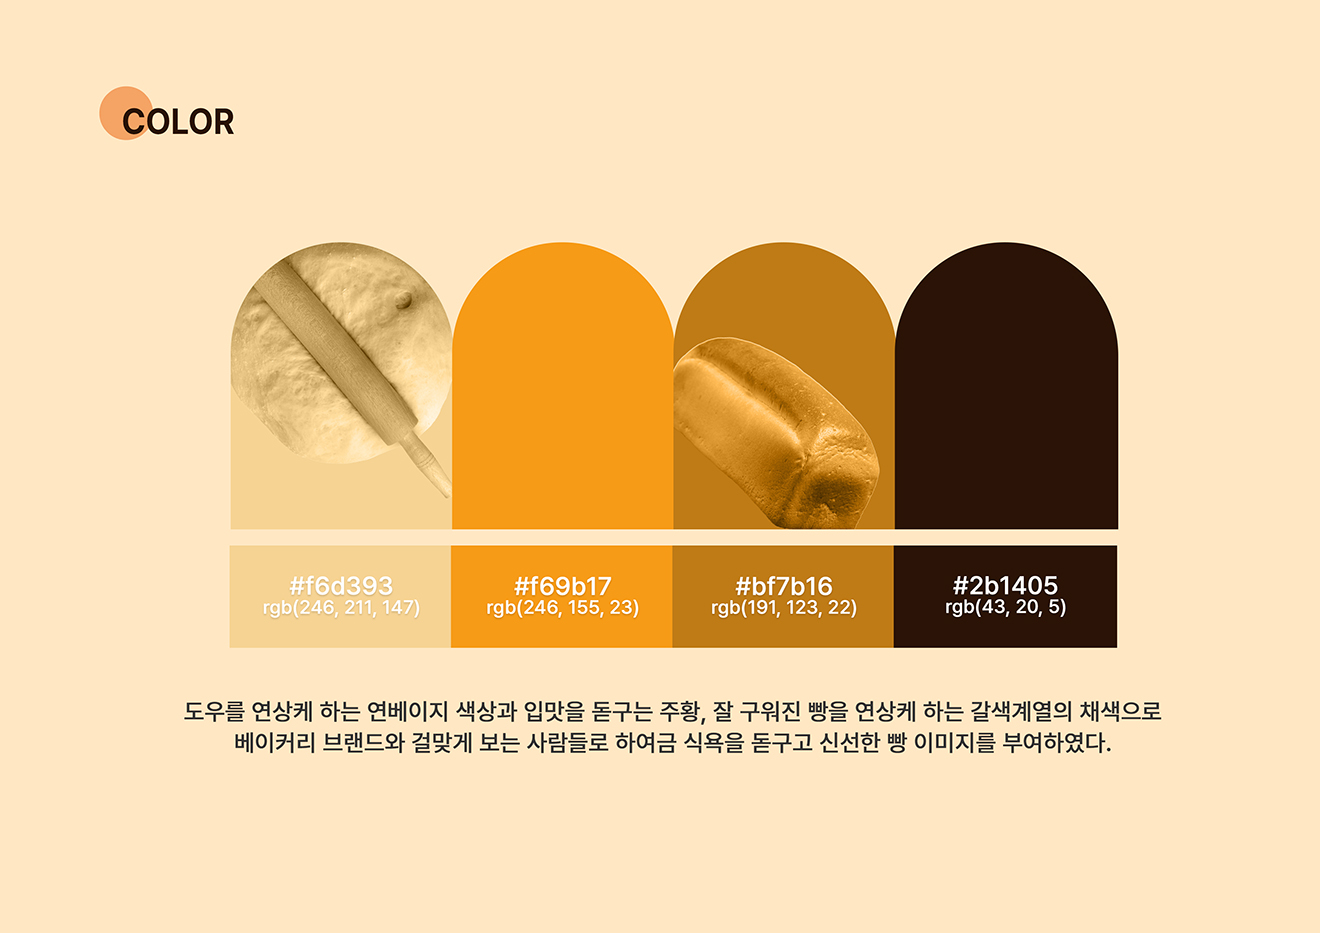 COLOR
#f6d393
rgb(246, 211, 147)
#f69b17
rgb(246, 155, 23)
#bf7b16
rgb(191, 123, 22)
#2b1405
rgb(43, 20, 5)
도우를 연상케 하는 연베이지 색상과 입맛을 돋구는 주황, 잘 구워진 빵을 연상케 하는 갈색계열의 채색으로
베이커리 브랜드와 걸맞게 보는 사람들로 하여금 식욕을 돋구고 신선한 빵 이미지를 부여하였다.